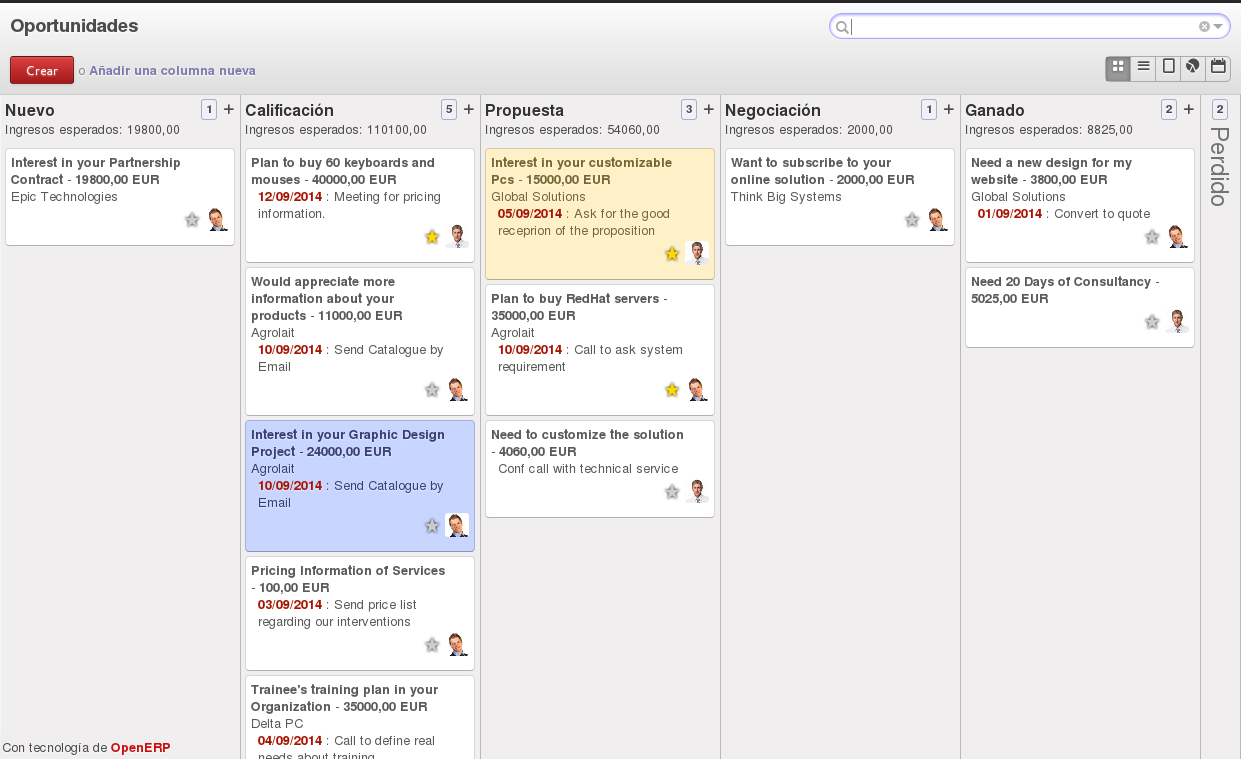 Oportunidades
Crear o Añadir una columna nueva
Nuevo 1 +
Ingresos esperados: 19800,00
Interest in your Partnership
Contract - 19800,00 EUR
Epic Technologies
Calificación 5 +
Ingresos esperados: 110100,00
Plan to buy 60 keyboards and
mouses - 40000,00 EUR
12/09/2014 : Meeting for pricing
information.
Would appreciate more
information about your
products - 11000,00 EUR
Agrolait
10/09/2014 : Send Catalogue by
Email
Interest in your Graphic Design
Project - 24000,00 EUR
Agrolait
10/09/2014 : Send Catalogue by
Email
Pricing Information of Services
- 100,00 EUR
03/09/2014 : Send price list
regarding our interventions
Trainee's training plan in your
Organization - 35000,00 EUR
Delta PC
04/09/2014 : Call to define real
needs about training
Propuesta 3 +
Ingresos esperados: 54060,00
Interest in your customizable
Pcs - 15000,00 EUR
Global Solutions
05/09/2014 : Ask for the good
receprion of the proposition
Plan to buy RedHat servers -
35000,00 EUR
Agrolait
10/09/2014 : Call to ask system
requirement
Need to customize the solution
- 4060,00 EUR
Conf call with technical service
Negociación 1 +
Ingresos esperados: 2000,00
Want to subscribe to your
online solution - 2000,00 EUR
Think Big Systems
Ganado 2 +
Ingresos esperados: 8825,00
Need a new design for my
website - 3800,00 EUR
Global Solutions
01/09/2014 : Convert to quote
Need 20 Days of Consultancy -
5025,00 EUR
2
Perdido
Con tecnología de OpenERP